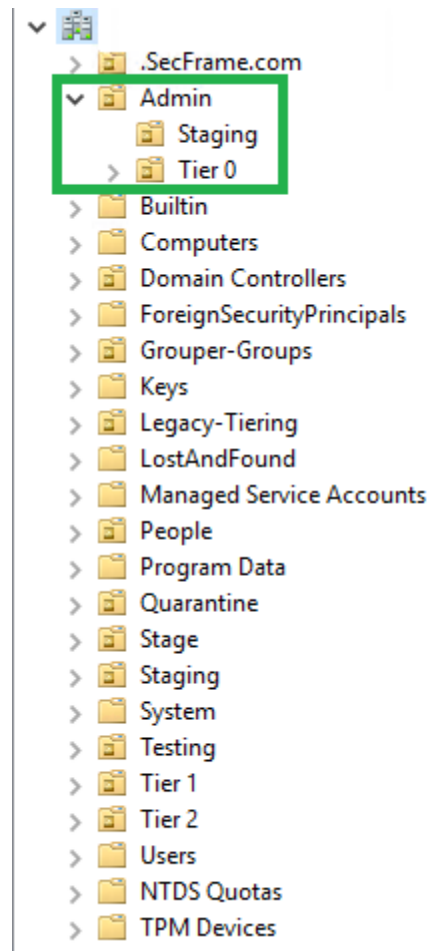 .SecFrame.com
Admin
Staging
Tier 0
Builtin
Computers
Domain Controllers
ForeignSecurityPrincipals
Grouper-Groups
Keys
Legacy-Tiering
LostAndFound
Managed Service Accounts
People
Program Data
Quarantine
Stage
Staging
System
Testing
Tier 1
Tier 2
Users
NTDS Quotas
TPM Devices